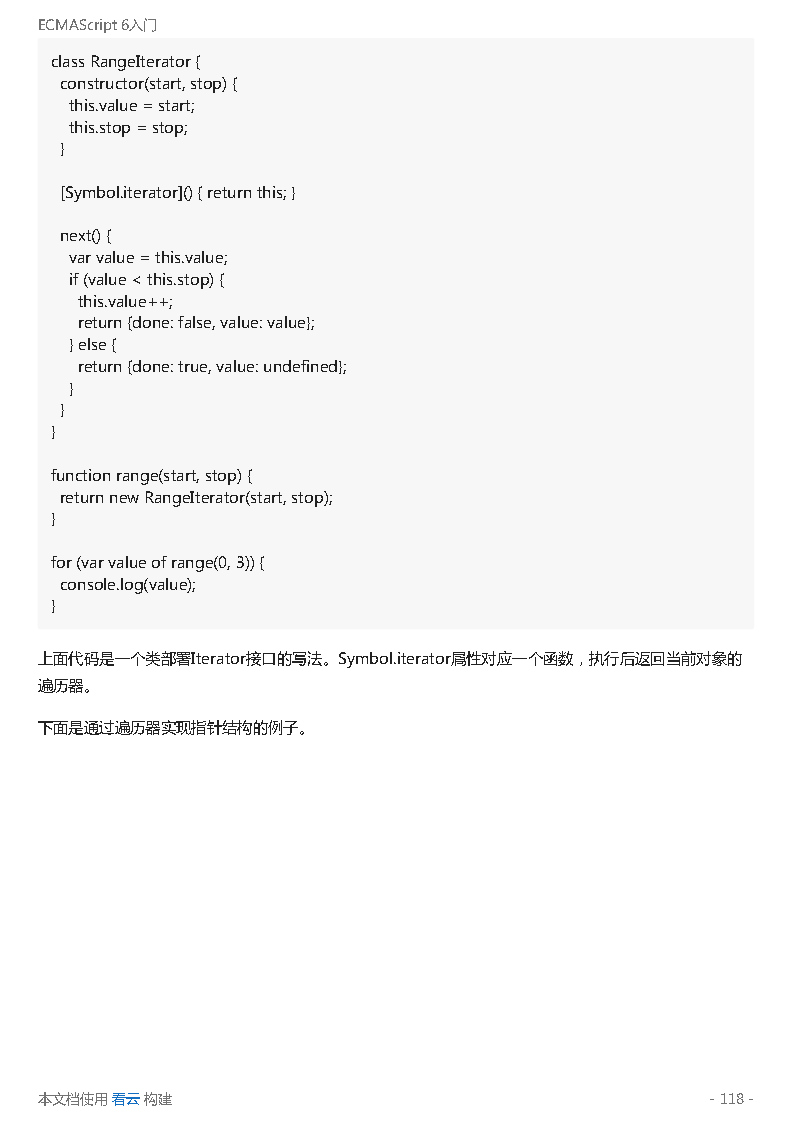 ECMAScript 6入门
class RangeIterator {
  constructor(start, stop) {
    this.value = start;
    this.stop = stop;
  }

  [Symbol.iterator]() { return this; }

  next() {
    var value = this.value;
    if (value < this.stop) {
      this.value++;
      return {done: false, value: value};
    } else {
      return {done: true, value: undefined};
    }
  }
}

function range(start, stop) {
  return new RangeIterator(start, stop);
}

for (var value of range(0, 3)) {
  console.log(value);
}
上面代码是一个类部署Iterator接口的写法。Symbol.iterator属性对应一个函数，执行后返回当前对象的
遍历器。
下面是通过遍历器实现指针结构的例子。
本文档使用 看云 构建
- 118 -